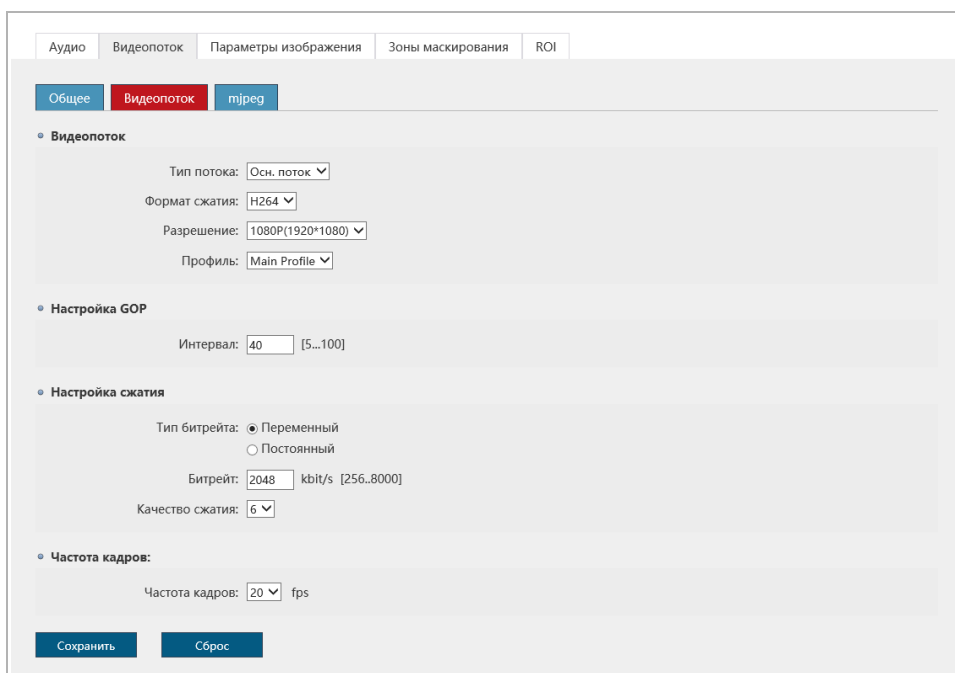 Аудио Видеопоток Параметры изображения Зоны маскирования ROI
Общее Видеопоток mjpeg
Видеопоток
Тип потока: Осн. поток
Формат сжатия: H264
Разрешение: 1080P(1920*1080)
Профиль: Main Profile
Настройка GOP
Интервал: 40 [5...100]
Настройка сжатия
Тип битрейта: Переменный
Постоянный
Битрейт: 2048 kbit/s [256..8000]
Качество сжатия: 6
Частота кадров:
Частота кадров: 20 fps
Сохранить Сброс